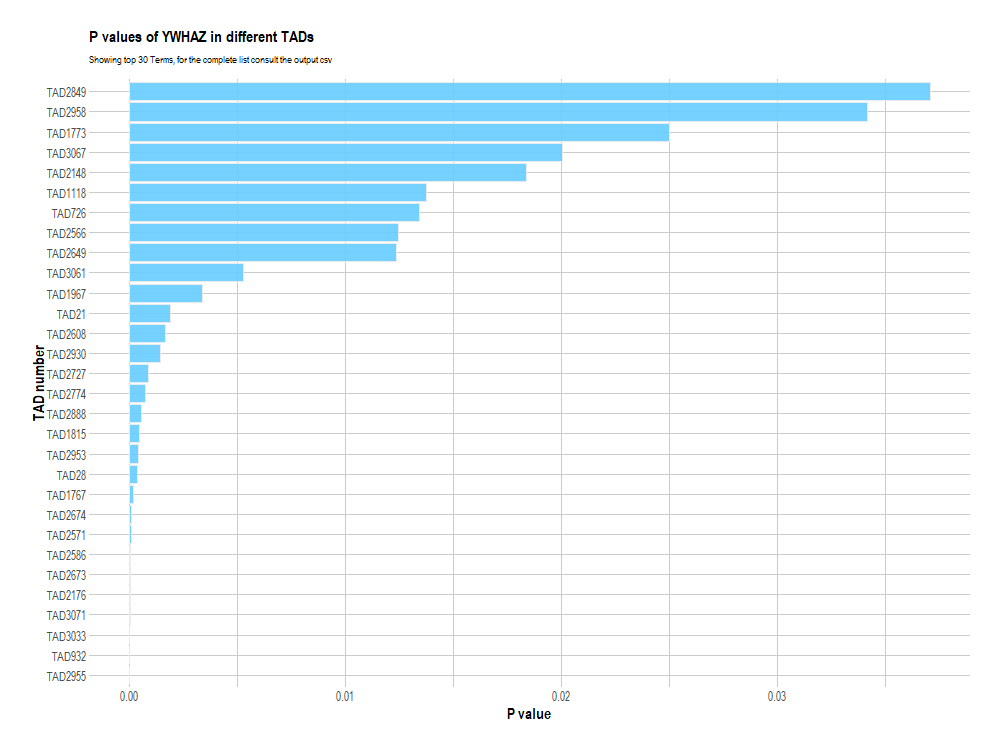 P values of YWHAZ in different TADs
Showing top 30 Terms, for the complete list consult the output csv
TAD number
TAD2849
TAD2958
TAD1773
TAD3067
TAD2148
TAD1118
TAD726
TAD2566
TAD2649
TAD3061
TAD1967
TAD21
TAD2608
TAD2930
TAD2727
TAD2774
TAD2888
TAD1815
TAD2953
TAD28
TAD1767
TAD2674
TAD2571
TAD2586
TAD2673
TAD2176
TAD3071
TAD3033
TAD932
TAD2955
0.00 0.01 0.02 0.03
P value